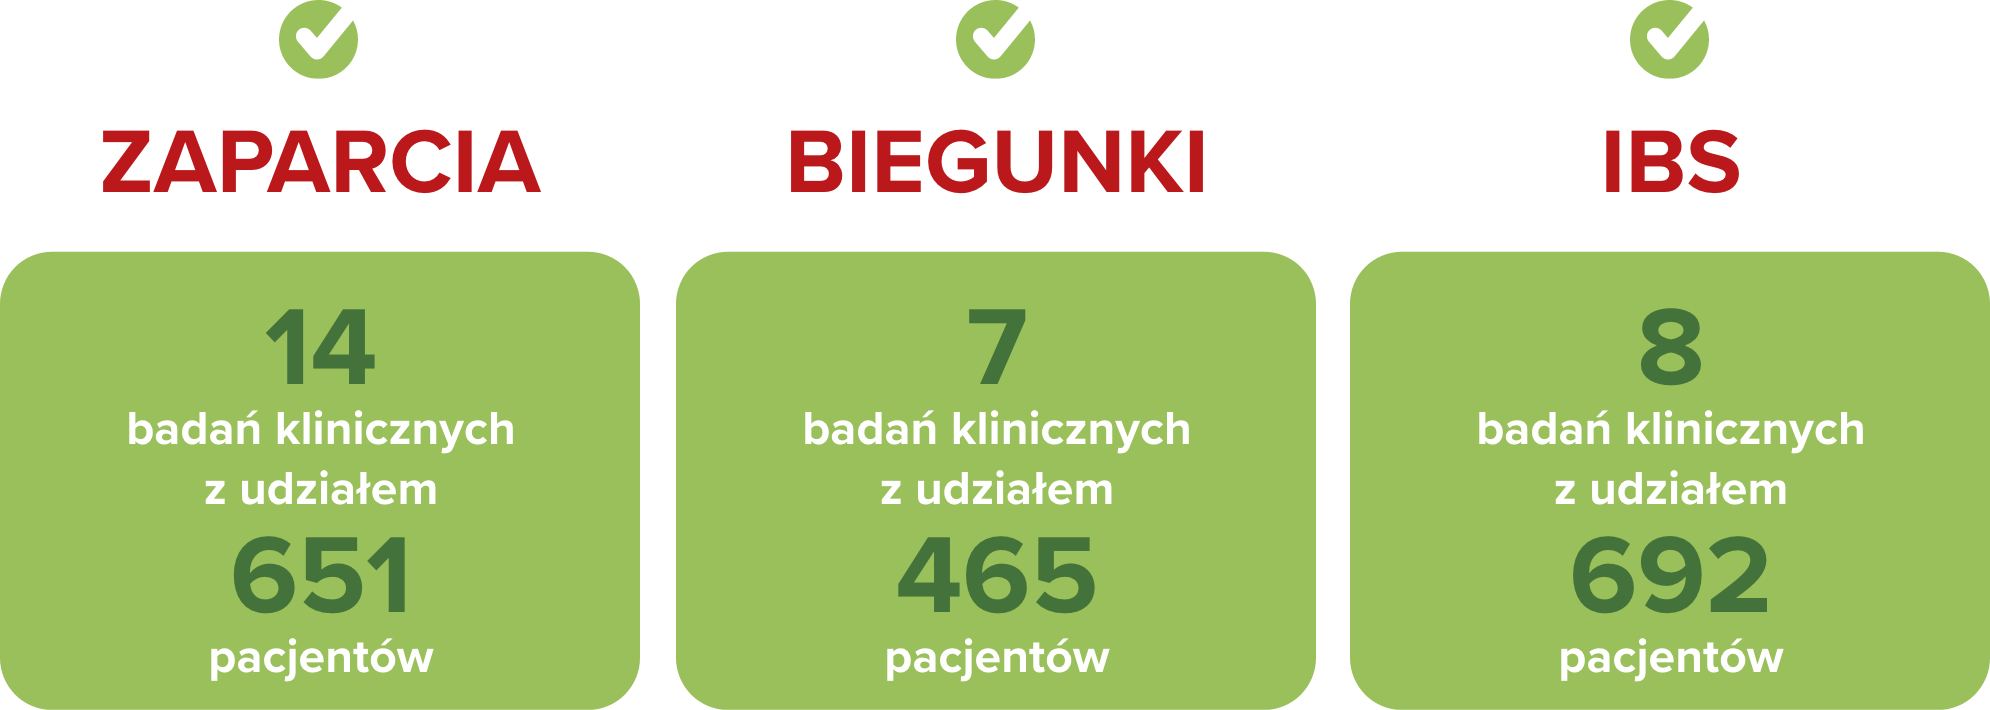 ZAPARCIA
14
badań klinicznych
z udziałem
651
pacjentów
BIEGUNKI
7
badań klinicznych
z udziałem
465
pacjentów
IBS
8
badań klinicznych
z udziałem
692
pacjentów